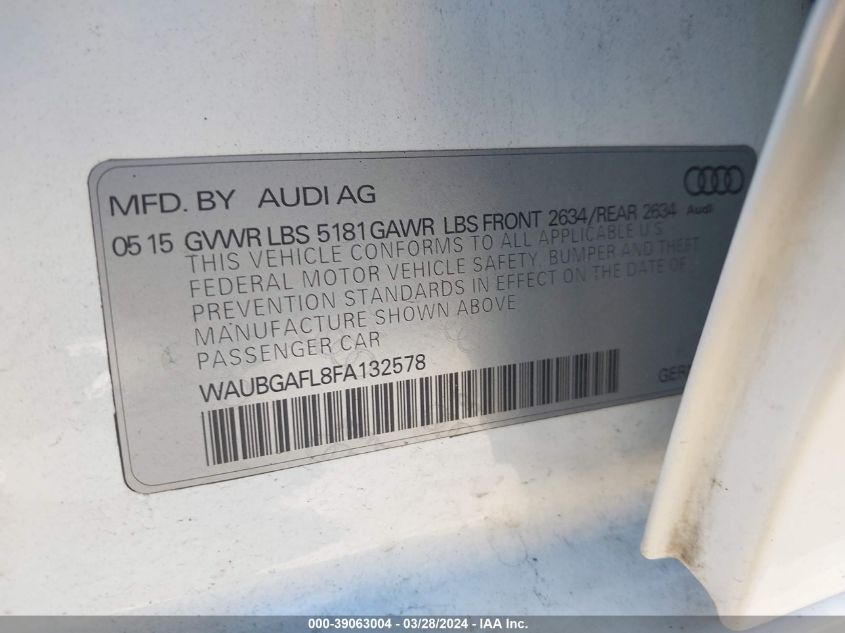 MFD. BY AUDI AG
Audi
05 15 GVWR LBS 5181 GAWR LBS FRONT 2634/REAR 2634
THIS VEHICLE CONFORMS TO ALL APPLICABLE U.S.
FEDERAL MOTOR VEHICLE SAFETY, BUMPER AND THEFT
PREVENTION STANDARDS IN EFFECT ON THE DATE OF
MANUFACTURE SHOWN ABOVE
PASSENGER CAR
WAUBGAFL8FA132578
000-39063004 - 03/28/2024 - IAA Inc.